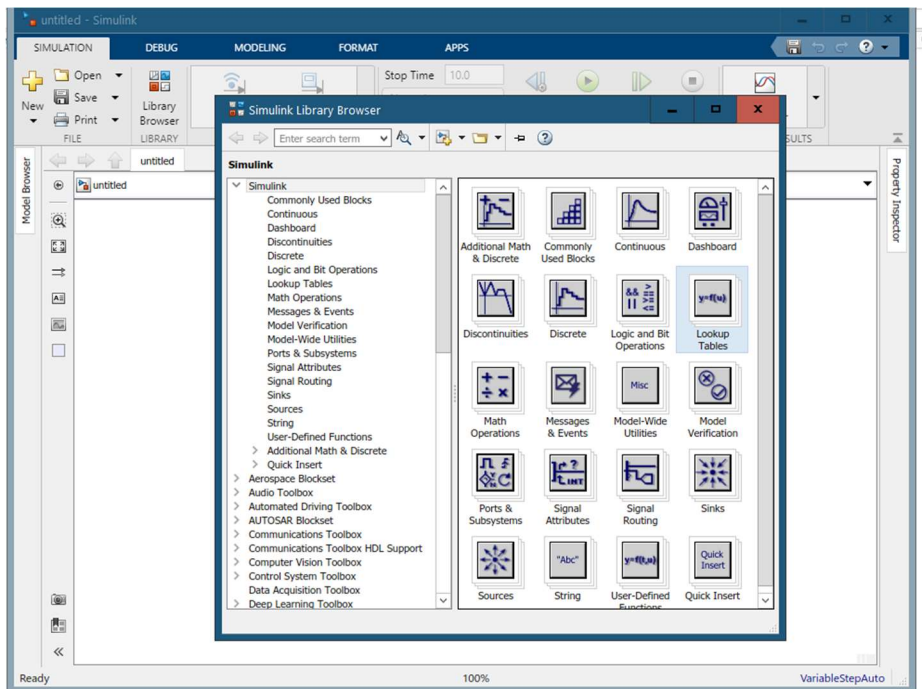 untitled - Simulink
SIMULATION DEBUG MODELING FORMAT APPS
New
Open
Save
Print
FILE
Library
Browser
LIBRARY
Stop Time 10.0
untitled
untitled
Model Browser
Property Inspector
Simulink Library Browser
Enter search term
Simulink
Simulink
Commonly Used Blocks
Continuous
Dashboard
Discontinuities
Discrete
Logic and Bit Operations
Lookup Tables
Math Operations
Messages & Events
Model Verification
Model-Wide Utilities
Ports & Subsystems
Signal Attributes
Signal Routing
Sinks
Sources
String
User-Defined Functions
Additional Math & Discrete
Quick Insert
Aerospace Blockset
Audio Toolbox
Automated Driving Toolbox
AUTOSAR Blockset
Communications Toolbox
Communications Toolbox HDL Support
Computer Vision Toolbox
Control System Toolbox
Data Acquisition Toolbox
Deep Learning Toolbox
Additional Math
& Discrete
Commonly
Used Blocks
Continuous
Dashboard
Discontinuities
Discrete
Logic and Bit
Operations
y=f(u)
Lookup
Tables
Math
Operations
Messages
& Events
Misc
Model-Wide
Utilities
Model
Verification
Ports &
Subsystems
INT
Signal
Attributes
Signal
Routing
Sinks
Sources
"Abc"
String
y=f(t,u)
User-Defined
Functions
Quick
Insert
Quick Insert
Ready 100% VariableStepAuto